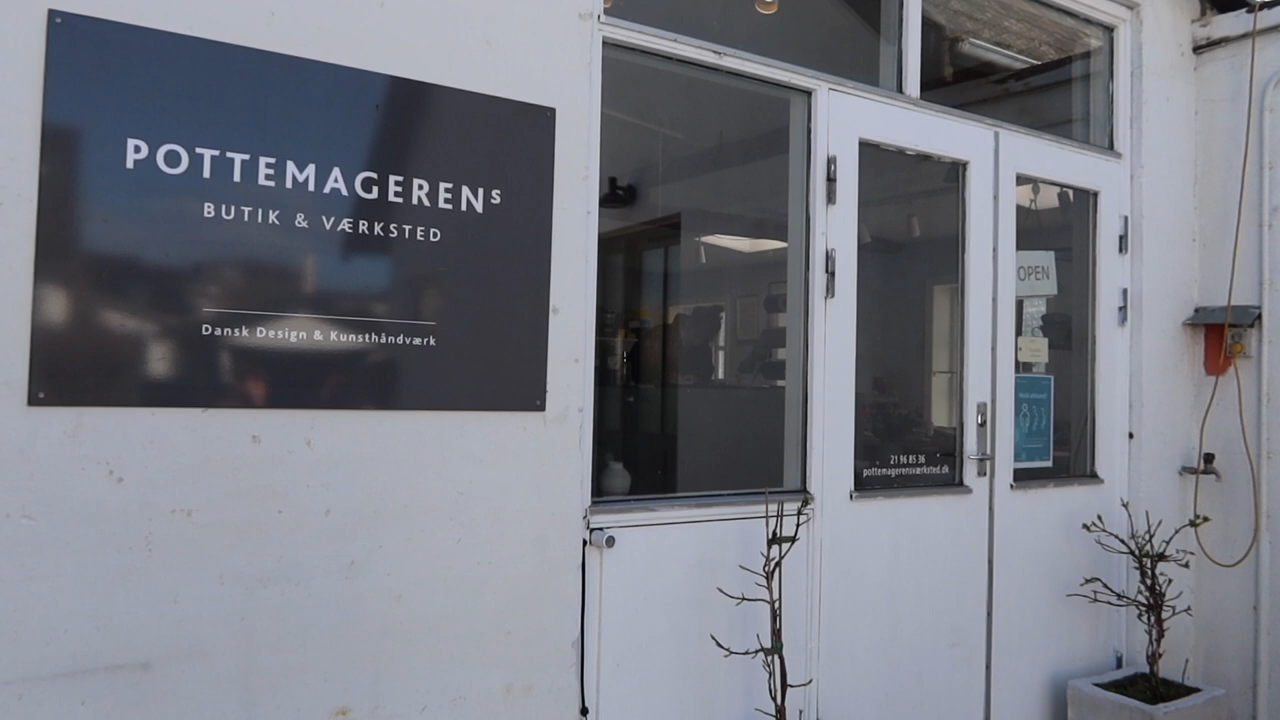 POTTEMAGERENS
BUTIK & VÆRKSTED
Dansk Design & Kunsthåndværk
OPEN
21 96 85 36
pottemagerensværksted.dk